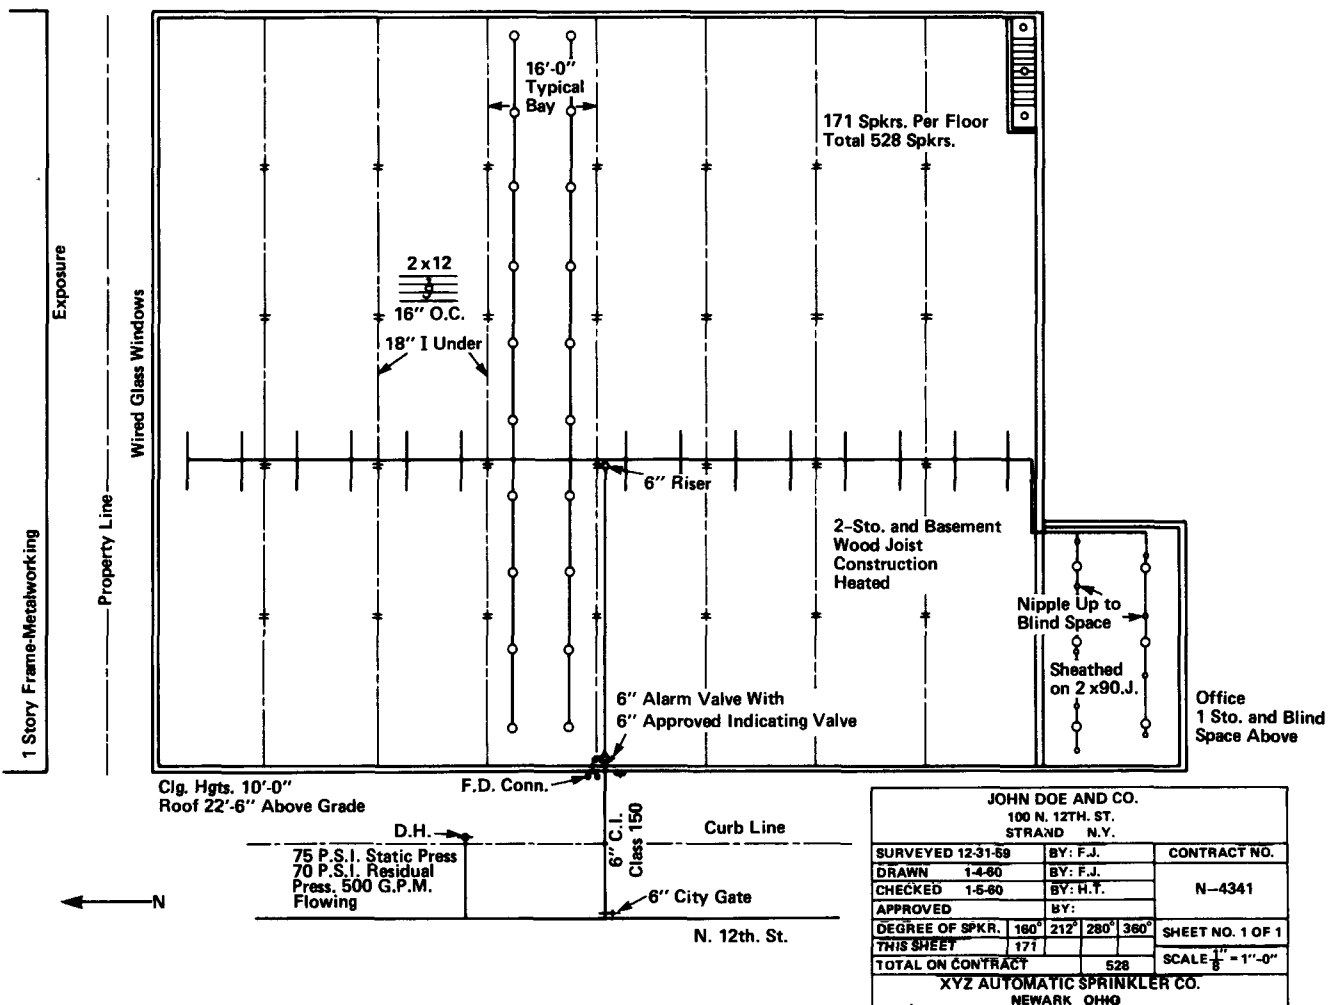 16'-0"
Typical
Bay
171 Spkrs. Per Floor
Total 528 Spkrs.
Exposure
2 x 12
16" O.C.
18" I Under
Wired Glass Windows
Property Line
1 Story Frame-Metalworking
6" Riser
2-Sto. and Basement
Wood Joist
Construction
Heated
Nipple Up to
Blind Space
Sheathed
on 2 x90.J.
Office
1 Sto. and Blind
Space Above
6" Alarm Valve With
6" Approved Indicating Valve
Clg. Hgts. 10'-0"
Roof 22'-6" Above Grade
F.D. Conn.
D.H.
6" C.I.
Class 150
Curb Line
75 P.S.I. Static Press
70 P.S.I. Residual
Press. 500 G.P.M.
Flowing
N
6" City Gate
N. 12th. St.
JOHN DOE AND CO.
100 N. 12TH. ST.
STRAND N.Y.
SURVEYED 12-31-59 BY: F.J. CONTRACT NO.
DRAWN 1-4-60 BY: F.J.
CHECKED 1-5-60 BY: H.T. N-4341
APPROVED BY:
DEGREE OF SPKR. 160° 212° 280° 360° SHEET NO. 1 OF 1
THIS SHEET 171
TOTAL ON CONTRACT 528 SCALE 1/8" = 1"-0"
XYZ AUTOMATIC SPRINKLER CO.
NEWARK OHIO